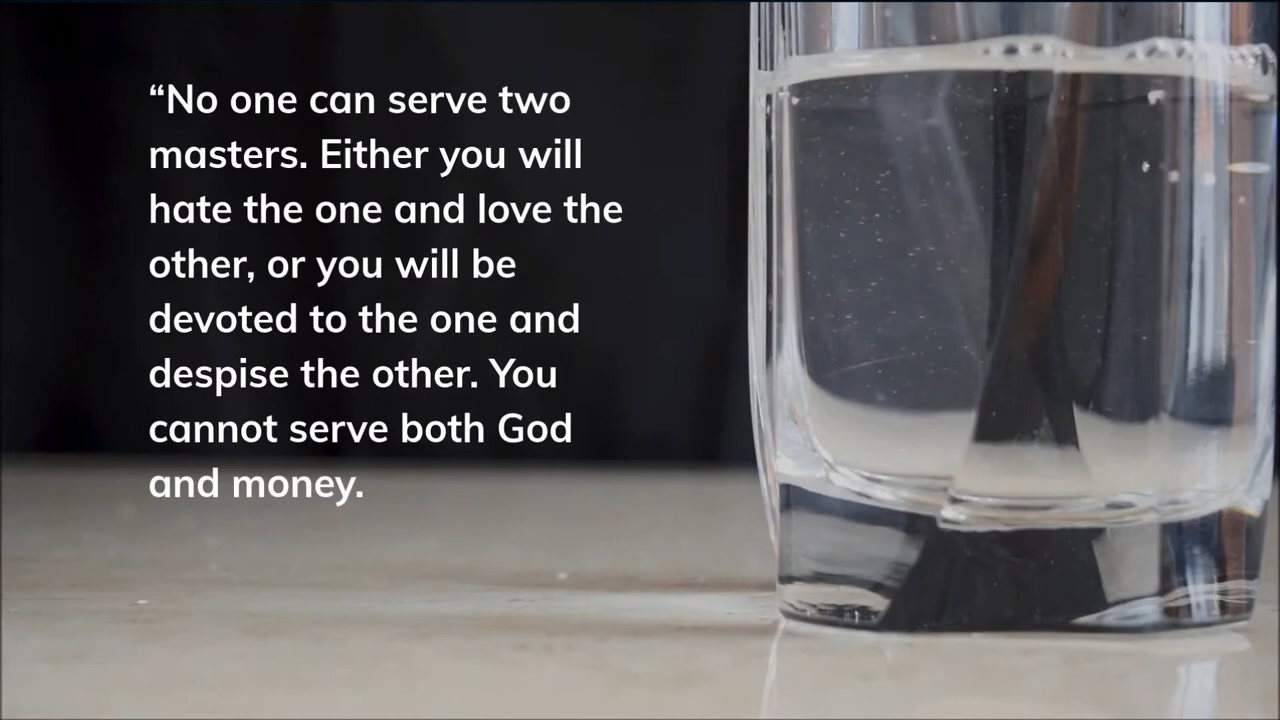 “No one can serve two
masters. Either you will
hate the one and love the
other, or you will be
devoted to the one and
despise the other. You
cannot serve both God
and money.